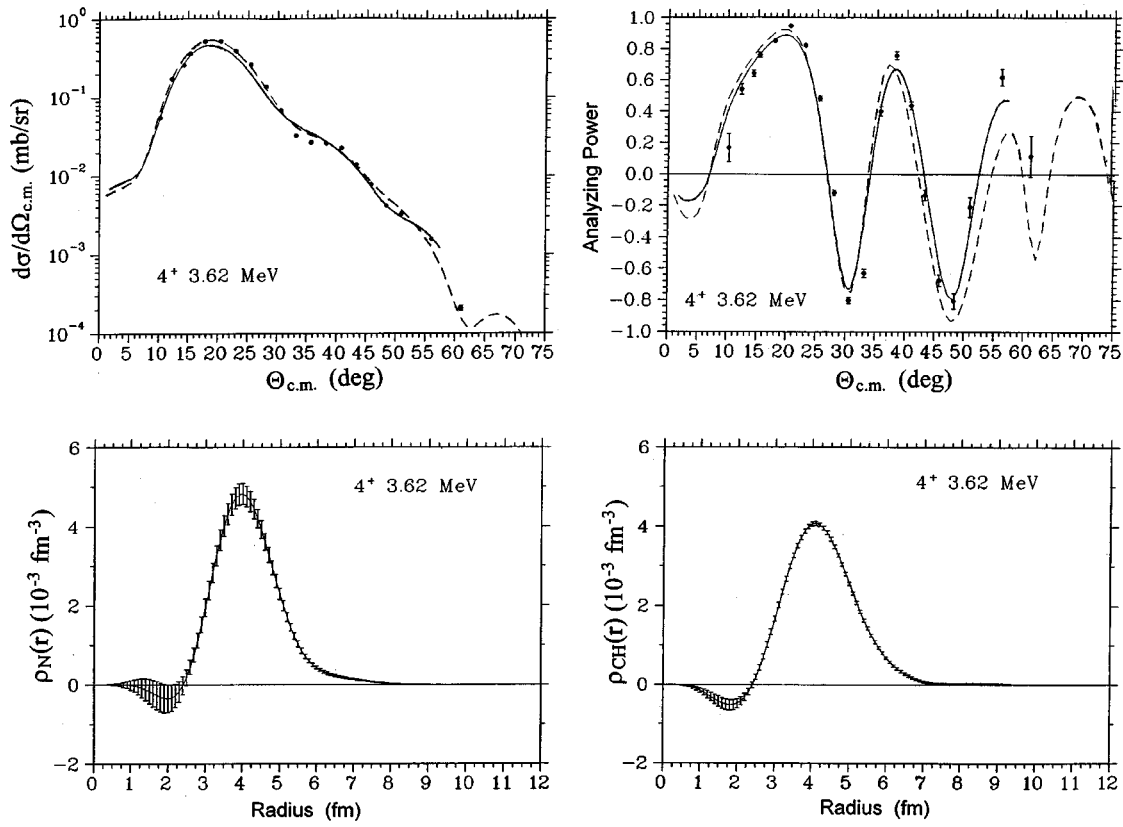 10⁰
10⁻¹
10⁻²
10⁻³
10⁻⁴
dσ/dΩc.m. (mb/sr)
4⁺ 3.62 MeV
0 5 10 15 20 25 30 35 40 45 50 55 60 65 70 75
Θc.m. (deg)
1.0
0.8
0.6
0.4
0.2
0.0
−0.2
−0.4
−0.6
−0.8
−1.0
Analyzing Power
4⁺ 3.62 MeV
0 5 10 15 20 25 30 35 40 45 50 55 60 65 70 75
Θc.m. (deg)
6
4
2
0
−2
ρN(r) (10⁻³ fm⁻³)
4⁺ 3.62 MeV
0 1 2 3 4 5 6 7 8 9 10 11 12
Radius (fm)
6
4
2
0
−2
ρCH(r) (10⁻³ fm⁻³)
4⁺ 3.62 MeV
0 1 2 3 4 5 6 7 8 9 10 11 12
Radius (fm)